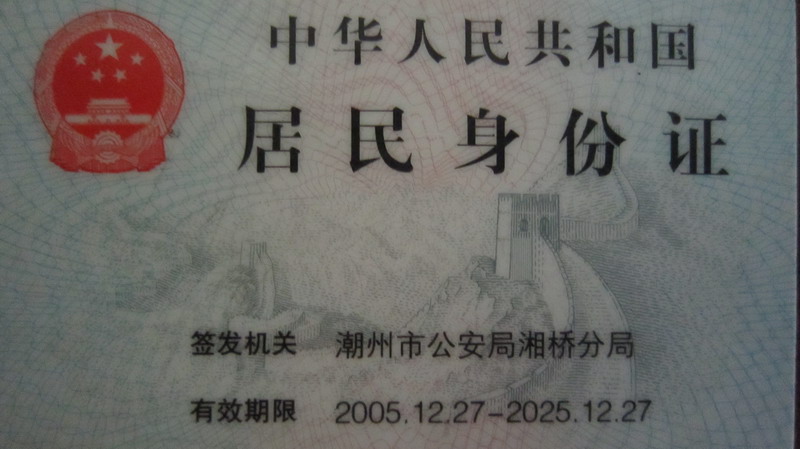 中华人民共和国
居民身份证
签发机关 潮州市公安局湘桥分局
有效期限 2005.12.27-2025.12.27